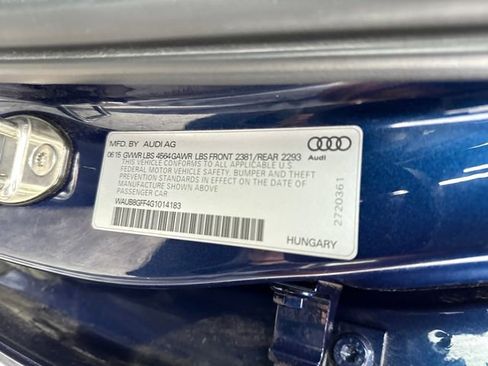 MFD. BY AUDI AG
06 15 GVWR LBS 4564 GAWR LBS FRONT 2381/REAR 2293
THIS VEHICLE CONFORMS TO ALL APPLICABLE U.S
FEDERAL MOTOR VEHICLE SAFETY, BUMPER AND THEFT
PREVENTION STANDARDS IN EFFECT ON THE DATE OF
MANUFACTURE SHOWN ABOVE.
PASSENGER CAR
WAUB8GFF4G1014183
Audi
2720361
HUNGARY